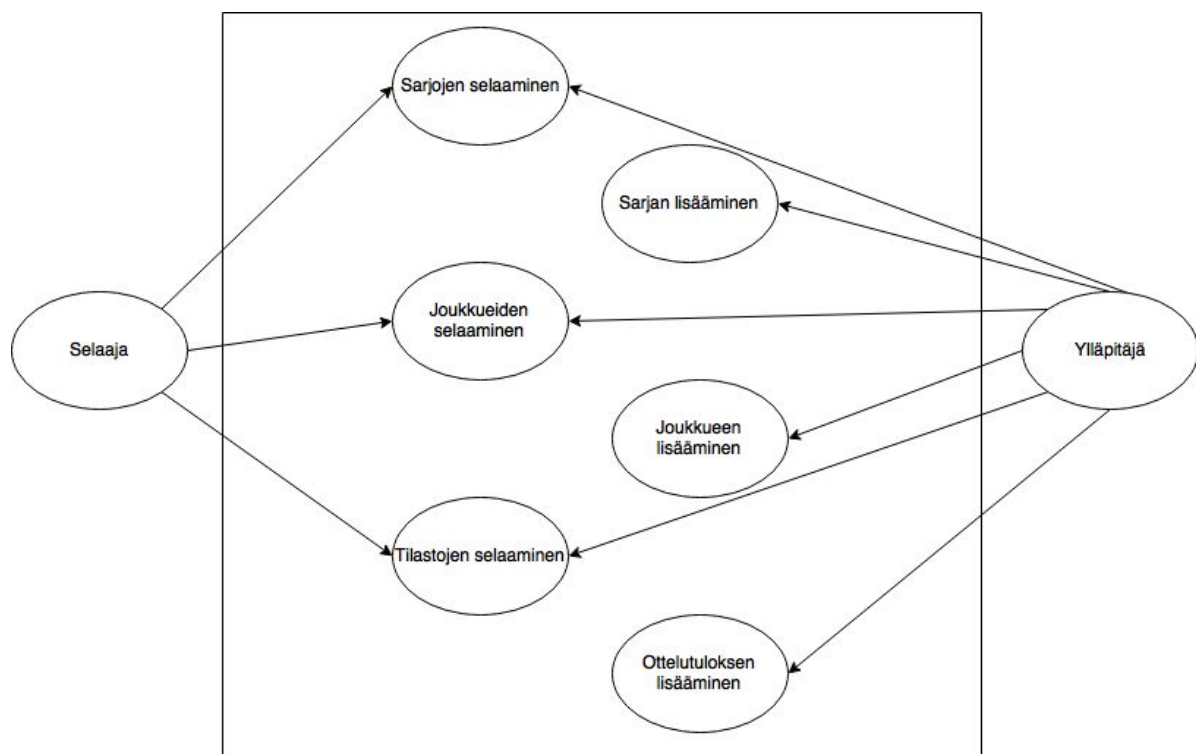 Sarjojen selaaminen
Sarjan lisääminen
Joukkueiden
selaaminen
Selaaja
Ylläpitäjä
Joukkueen
lisääminen
Tilastojen selaaminen
Ottelutuloksen
lisääminen